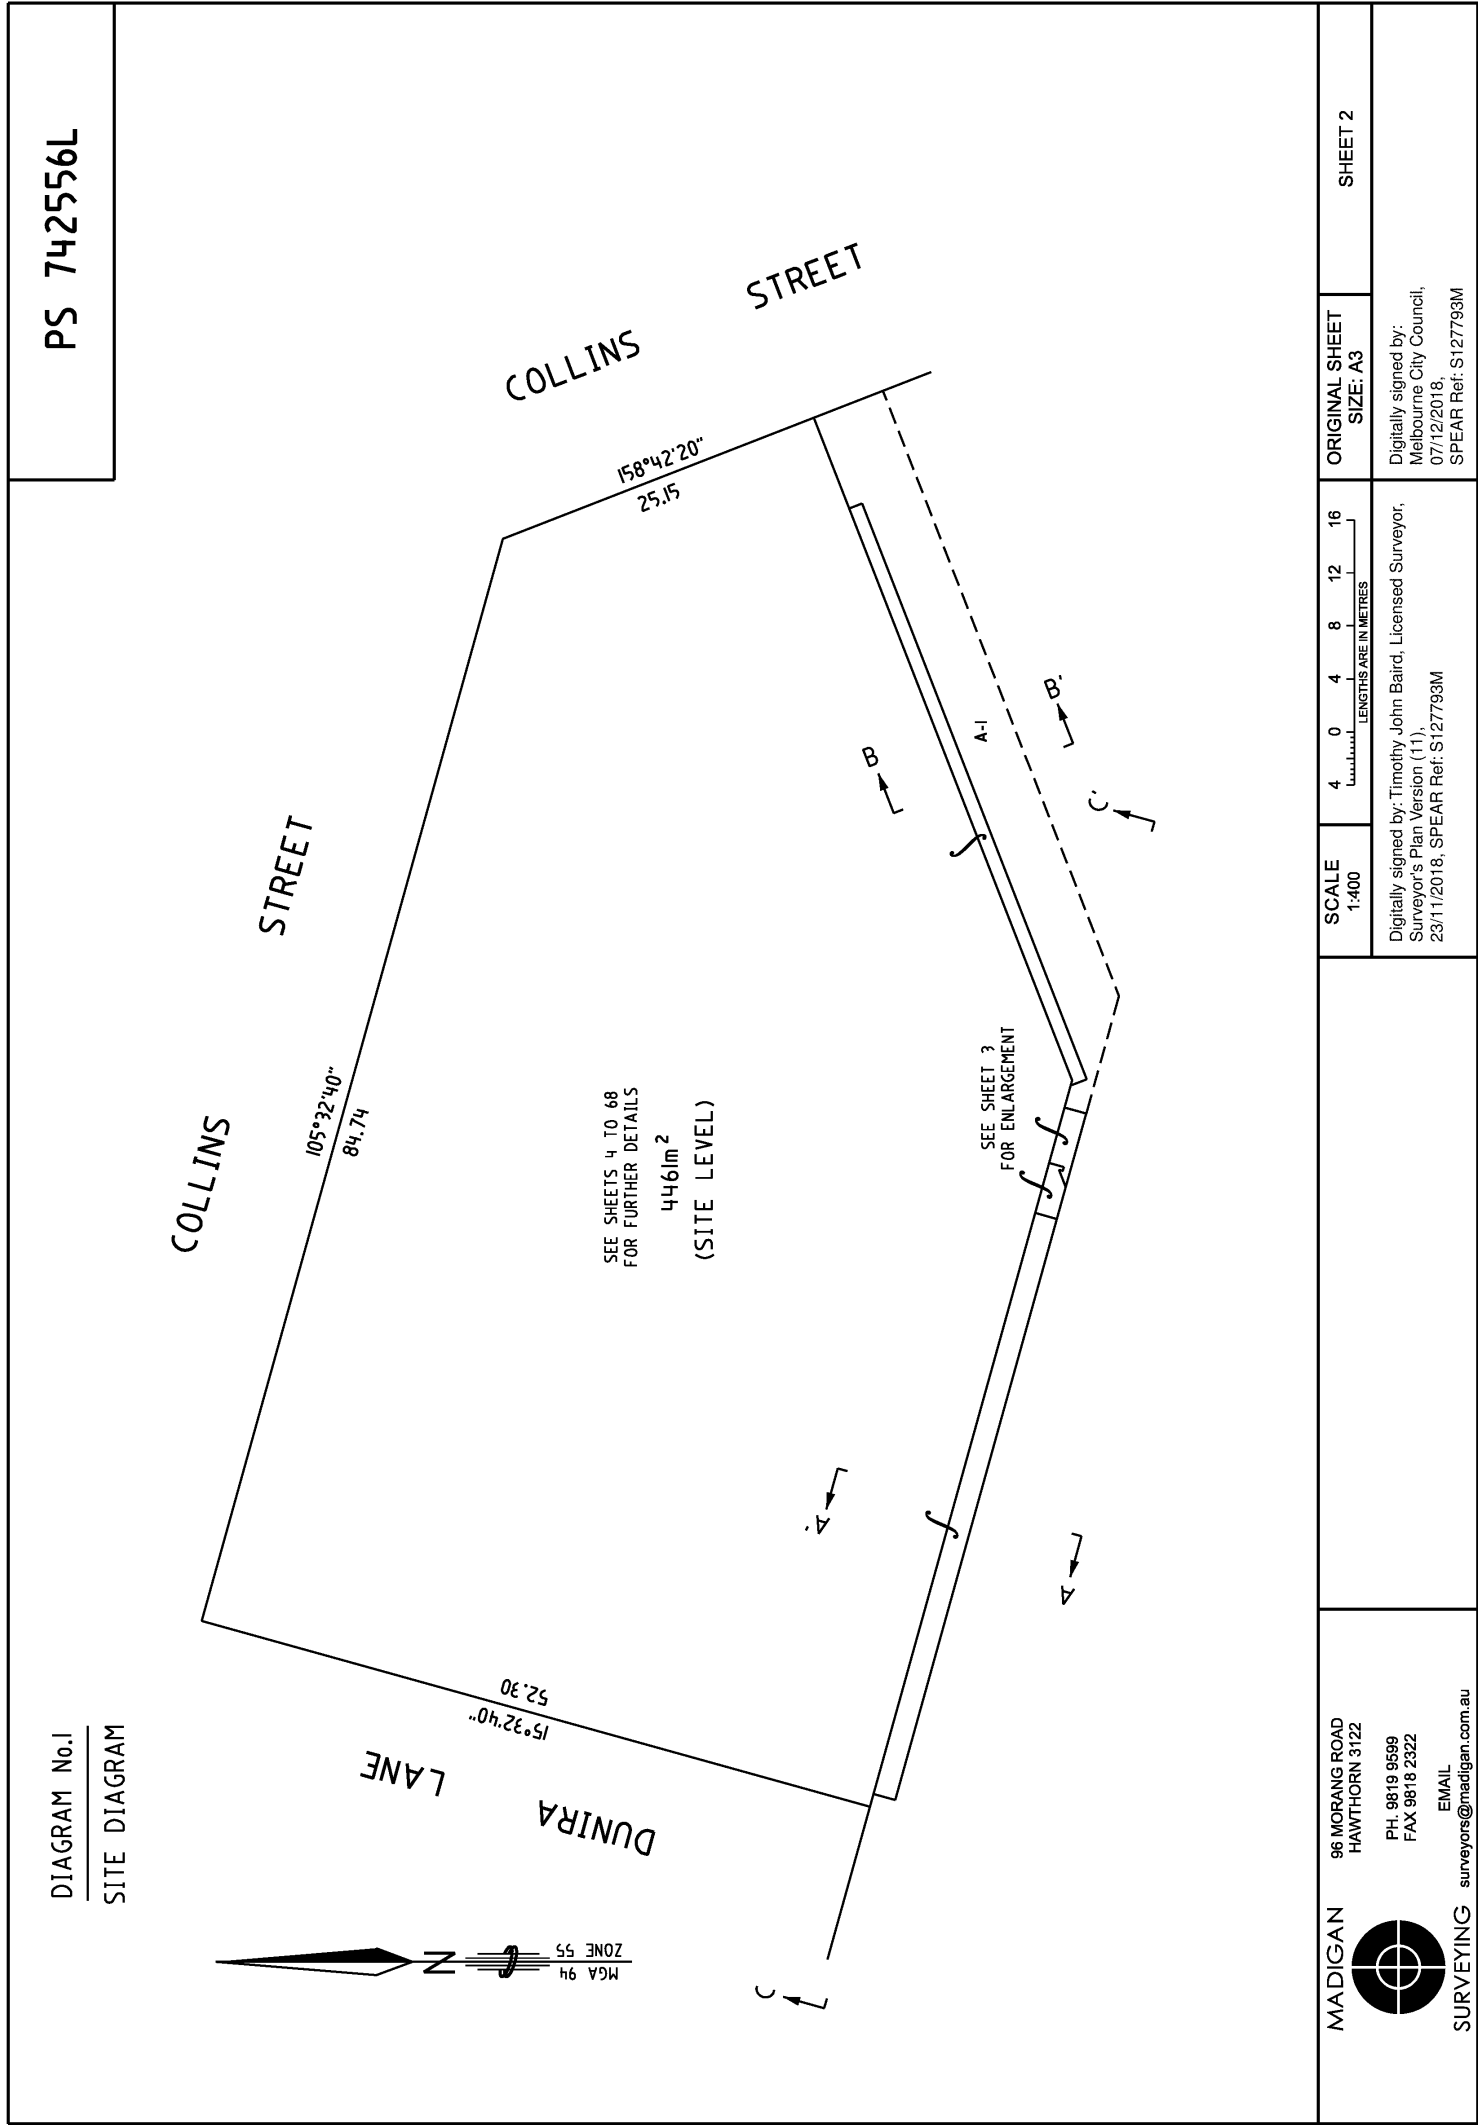 PS 742556L
DIAGRAM No.1
SITE DIAGRAM
MGA 94
ZONE 55
N
COLLINS STREET
105°32'40"
84.74
COLLINS STREET
158°42'20"
25.15
DUNIRA LANE
15°32'40"
52.30
SEE SHEETS 4 TO 68
FOR FURTHER DETAILS
4461m²
(SITE LEVEL)
SEE SHEET 3
FOR ENLARGEMENT
A-1
A'
A
B
B'
C
C'
MADIGAN
SURVEYING
96 MORANG ROAD
HAWTHORN 3122
PH. 9819 9599
FAX 9818 2322
EMAIL
surveyors@madigan.com.au
SCALE
1:400
4 0 4 8 12 16
LENGTHS ARE IN METRES
ORIGINAL SHEET
SIZE: A3
SHEET 2
Digitally signed by: Timothy John Baird, Licensed Surveyor,
Surveyor's Plan Version (11),
23/11/2018, SPEAR Ref: S127793M
Digitally signed by:
Melbourne City Council,
07/12/2018,
SPEAR Ref: S127793M